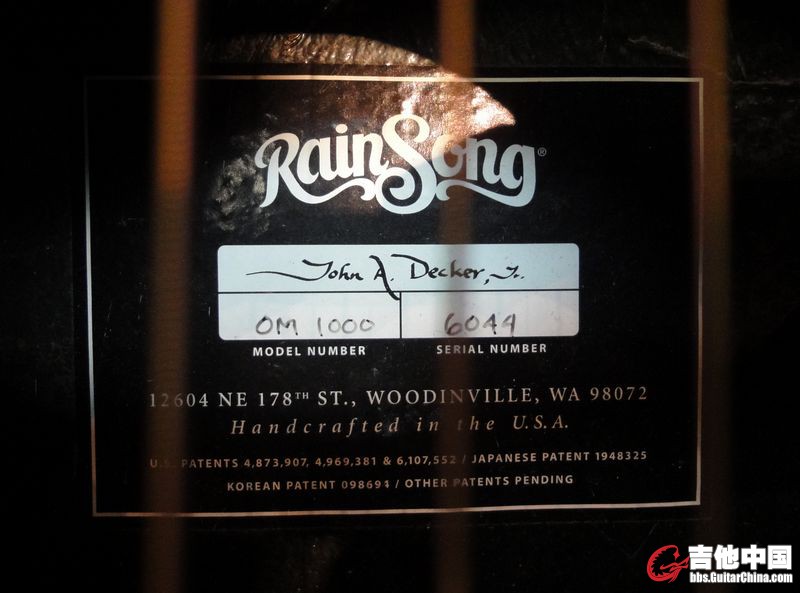 RainSong®
John A. Decker, Jr.
OM 1000 6044
MODEL NUMBER SERIAL NUMBER
12604 NE 178TH ST., WOODINVILLE, WA 98072
Handcrafted in the U.S.A.
U.S. PATENTS 4,873,907, 4,969,381 & 6,107,552 / JAPANESE PATENT 1948325
KOREAN PATENT 098694 / OTHER PATENTS PENDING
吉他中国
bbs.GuitarChina.com